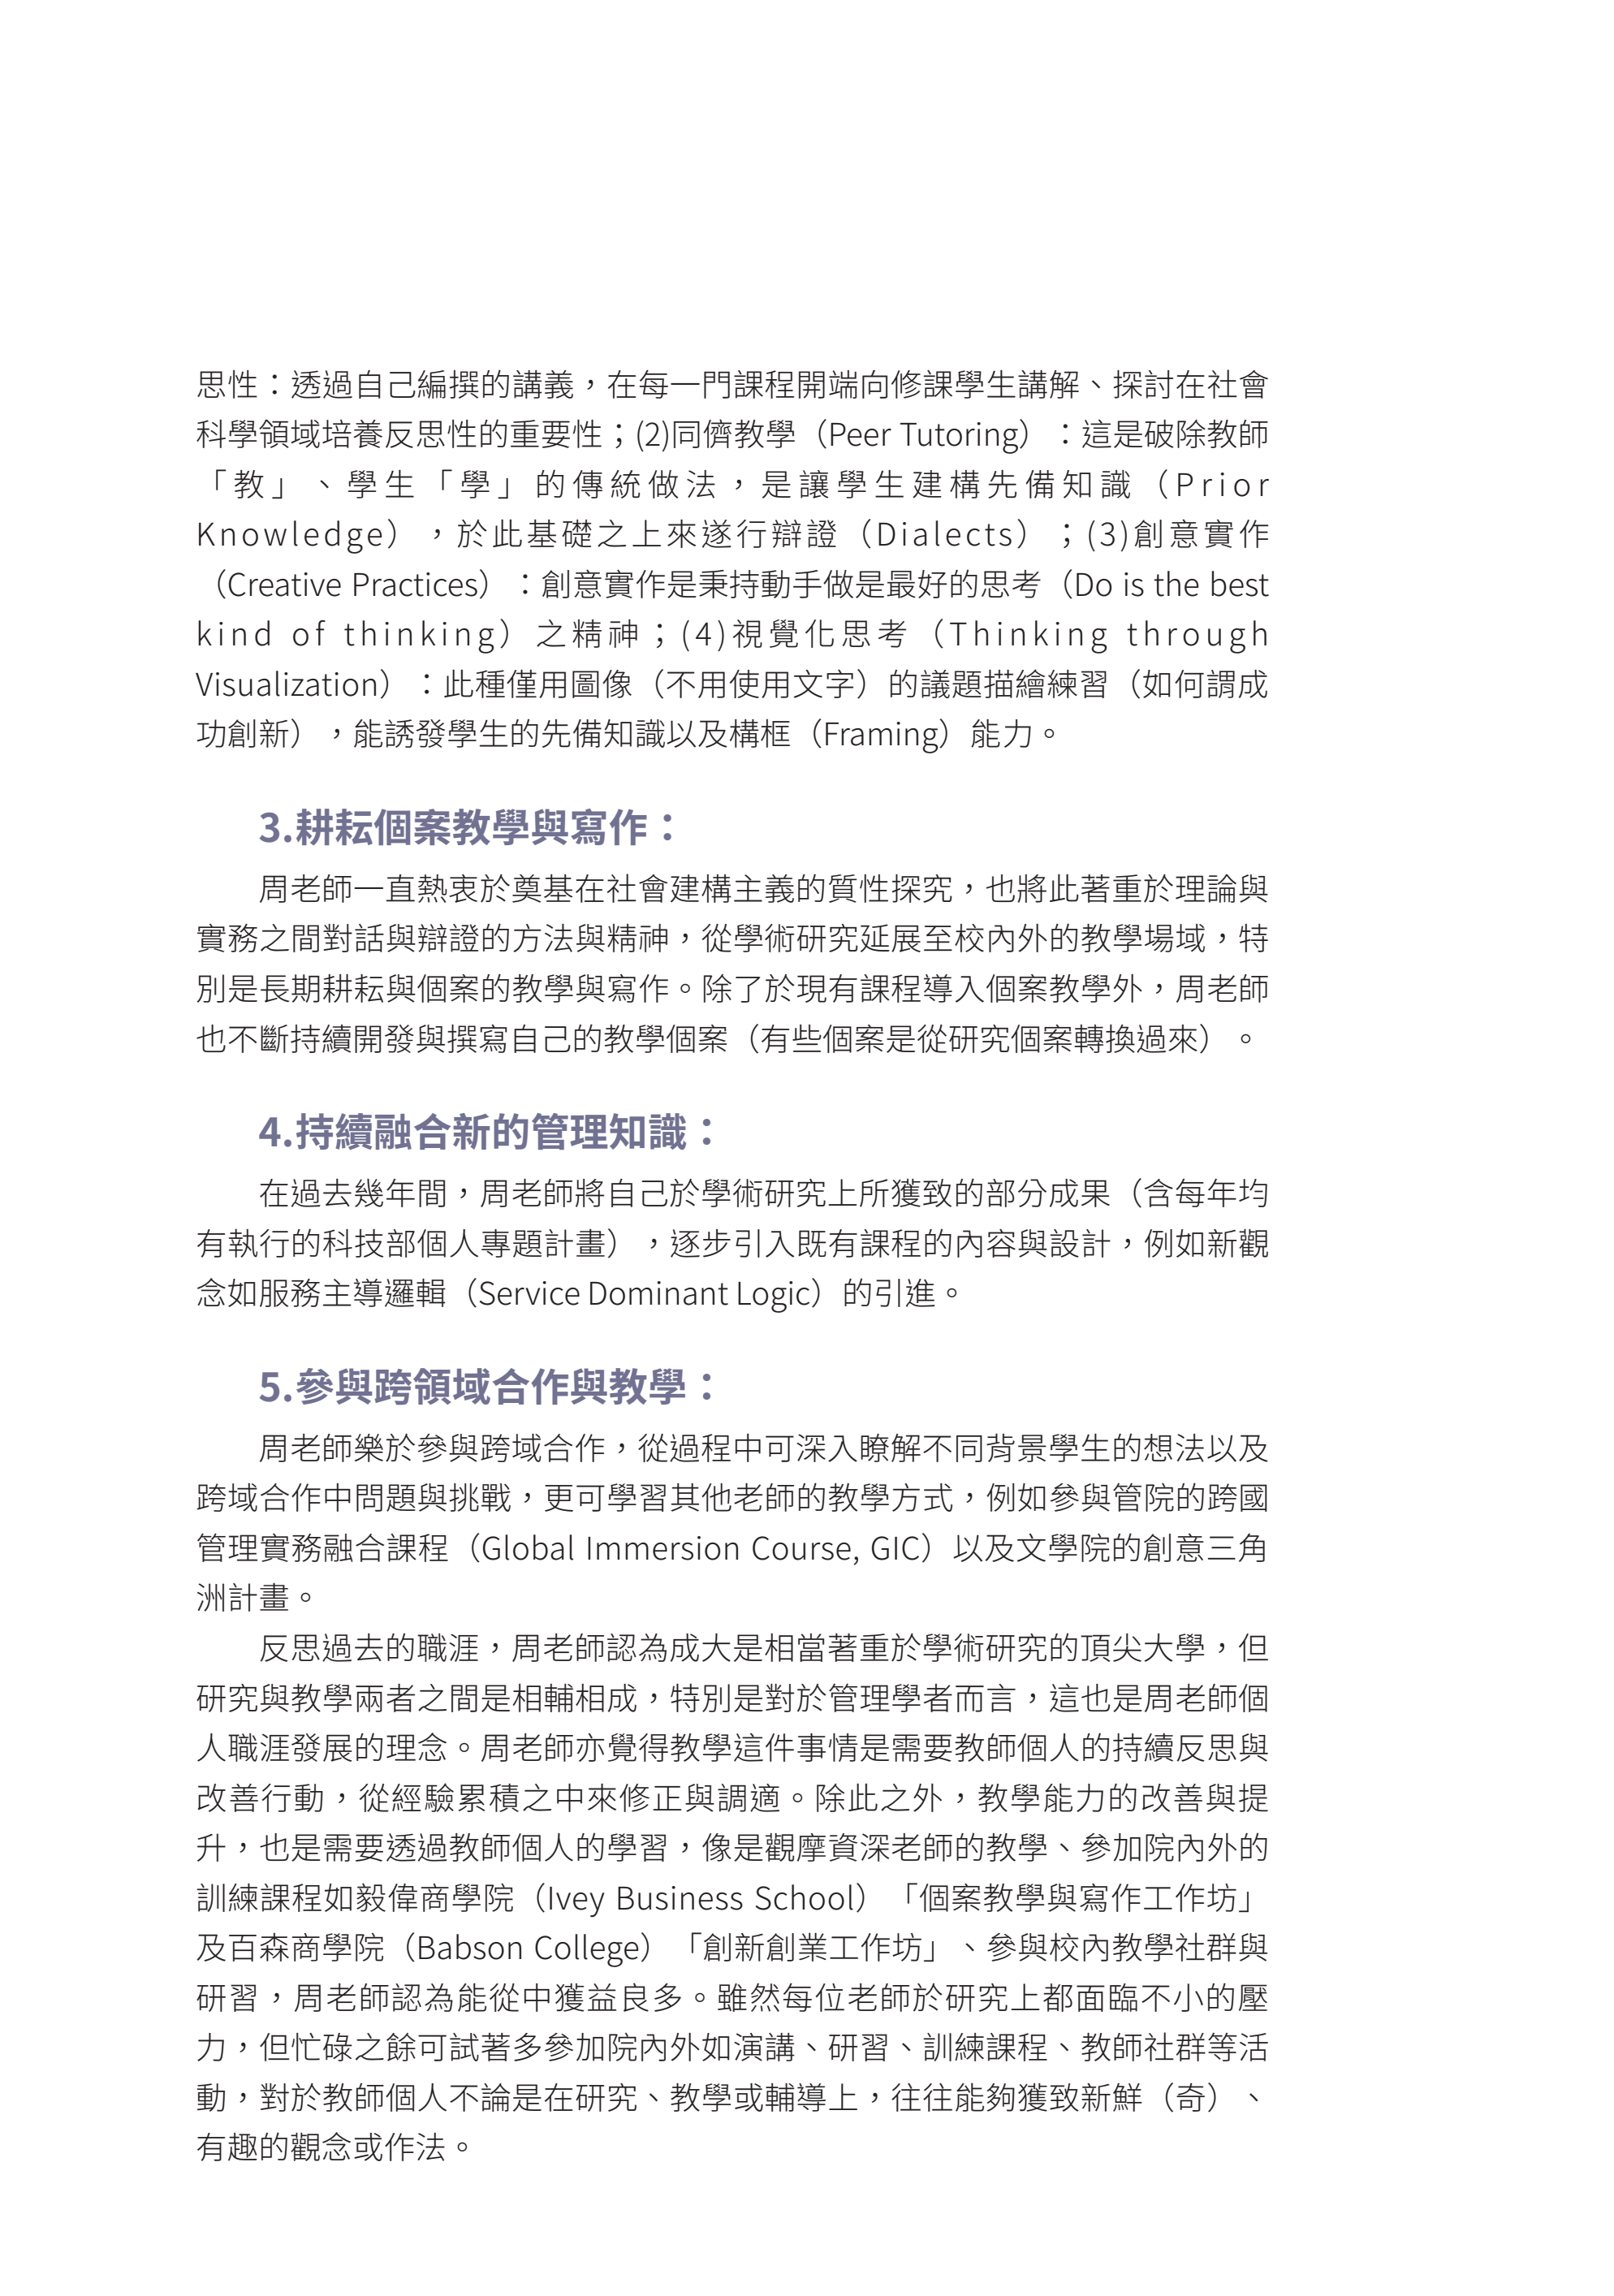 思性：透過自己編撰的講義，在每一門課程開端向修課學生講解、探討在社會
科學領域培養反思性的重要性；(2)同儕教學（Peer Tutoring）：這是破除教師
「教」、學生「學」的傳統做法，是讓學生建構先備知識（Prior
Knowledge），於此基礎之上來遂行辯證（Dialects）；(3)創意實作
（Creative Practices）：創意實作是秉持動手做是最好的思考（Do is the best
kind of thinking）之精神；(4)視覺化思考（Thinking through
Visualization）：此種僅用圖像（不用使用文字）的議題描繪練習（如何謂成
功創新），能誘發學生的先備知識以及構框（Framing）能力。
3.耕耘個案教學與寫作：
周老師一直熱衷於奠基在社會建構主義的質性探究，也將此著重於理論與
實務之間對話與辯證的方法與精神，從學術研究延展至校內外的教學場域，特
別是長期耕耘與個案的教學與寫作。除了於現有課程導入個案教學外，周老師
也不斷持續開發與撰寫自己的教學個案（有些個案是從研究個案轉換過來）。
4.持續融合新的管理知識：
在過去幾年間，周老師將自己於學術研究上所獲致的部分成果（含每年均
有執行的科技部個人專題計畫），逐步引入既有課程的內容與設計，例如新觀
念如服務主導邏輯（Service Dominant Logic）的引進。
5.參與跨領域合作與教學：
周老師樂於參與跨域合作，從過程中可深入瞭解不同背景學生的想法以及
跨域合作中問題與挑戰，更可學習其他老師的教學方式，例如參與管院的跨國
管理實務融合課程（Global Immersion Course, GIC）以及文學院的創意三角
洲計畫。
反思過去的職涯，周老師認為成大是相當著重於學術研究的頂尖大學，但
研究與教學兩者之間是相輔相成，特別是對於管理學者而言，這也是周老師個
人職涯發展的理念。周老師亦覺得教學這件事情是需要教師個人的持續反思與
改善行動，從經驗累積之中來修正與調適。除此之外，教學能力的改善與提
升，也是需要透過教師個人的學習，像是觀摩資深老師的教學、參加院內外的
訓練課程如毅偉商學院（Ivey Business School）「個案教學與寫作工作坊」
及百森商學院（Babson College）「創新創業工作坊」、參與校內教學社群與
研習，周老師認為能從中獲益良多。雖然每位老師於研究上都面臨不小的壓
力，但忙碌之餘可試著多參加院內外如演講、研習、訓練課程、教師社群等活
動，對於教師個人不論是在研究、教學或輔導上，往往能夠獲致新鮮（奇）、
有趣的觀念或作法。